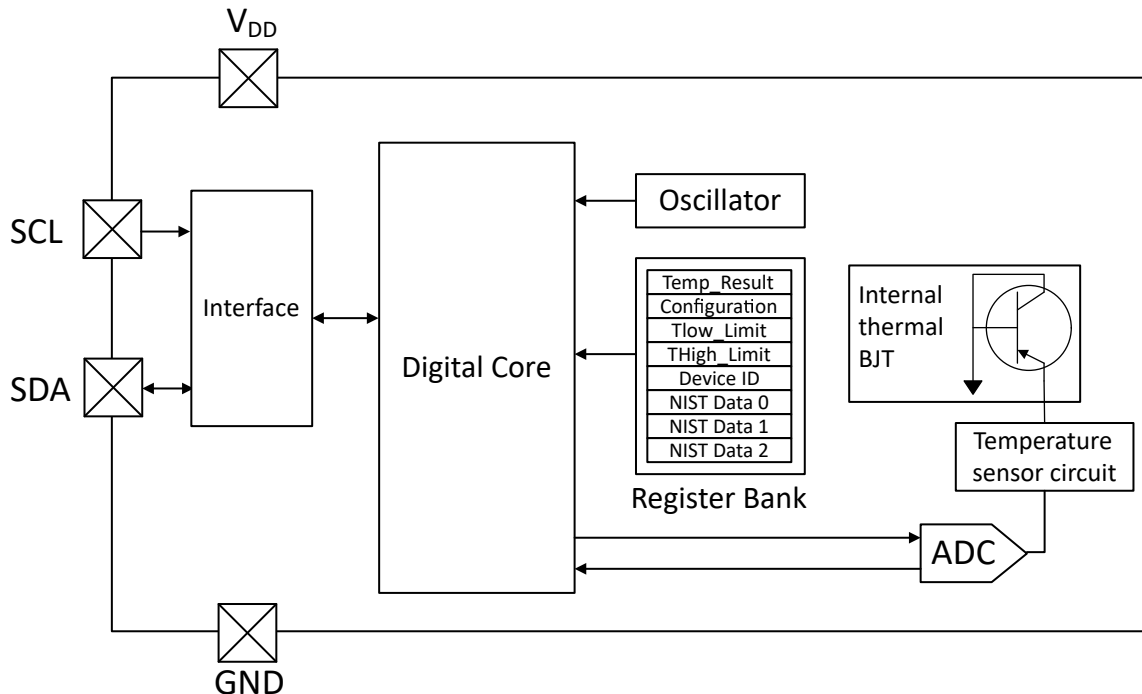 VDD
SCL
SDA
Interface
Digital Core
Oscillator
Temp_Result
Configuration
Tlow_Limit
THigh_Limit
Device ID
NIST Data 0
NIST Data 1
NIST Data 2
Register Bank
Internal
thermal
BJT
Temperature
sensor circuit
ADC
GND